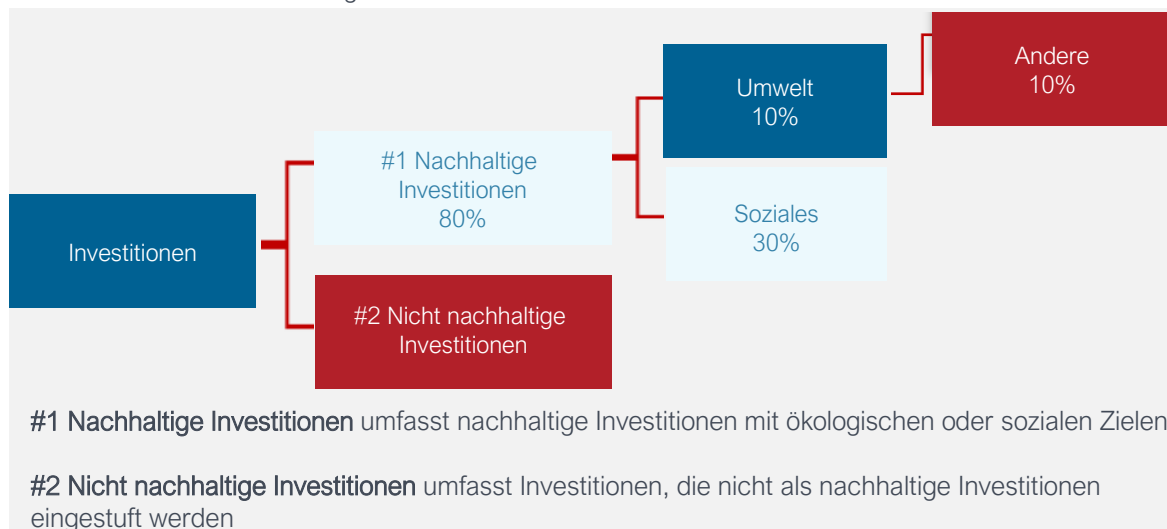 Umwelt
10%
Andere
10%
#1 Nachhaltige
Investitionen
80%
Soziales
30%
Investitionen
#2 Nicht nachhaltige
Investitionen
#1 Nachhaltige Investitionen umfasst nachhaltige Investitionen mit ökologischen oder sozialen Zielen
#2 Nicht nachhaltige Investitionen umfasst Investitionen, die nicht als nachhaltige Investitionen
eingestuft werden